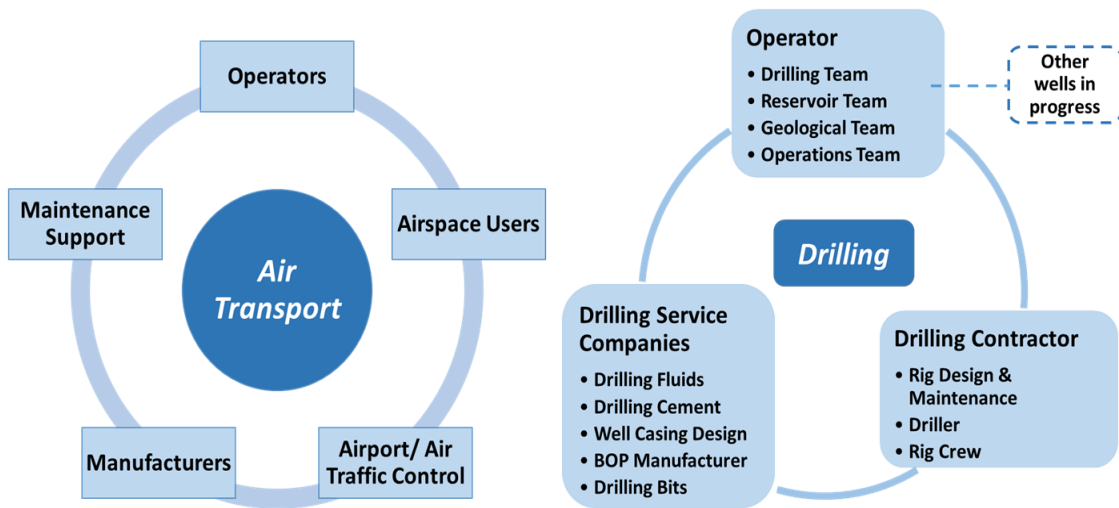 Operators
Maintenance
Support
Airspace Users
Air
Transport
Manufacturers
Airport/ Air
Traffic Control
Operator
• Drilling Team
• Reservoir Team
• Geological Team
• Operations Team
Other
wells in
progress
Drilling
Drilling Service
Companies
• Drilling Fluids
• Drilling Cement
• Well Casing Design
• BOP Manufacturer
• Drilling Bits
Drilling Contractor
• Rig Design &
Maintenance
• Driller
• Rig Crew